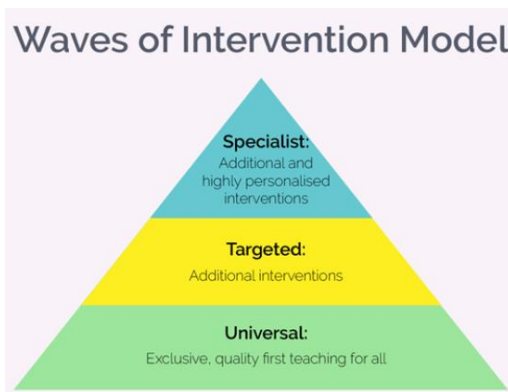 Waves of Intervention Model
Specialist:
Additional and
highly personalised
interventions
Targeted:
Additional interventions
Universal:
Exclusive, quality first teaching for all